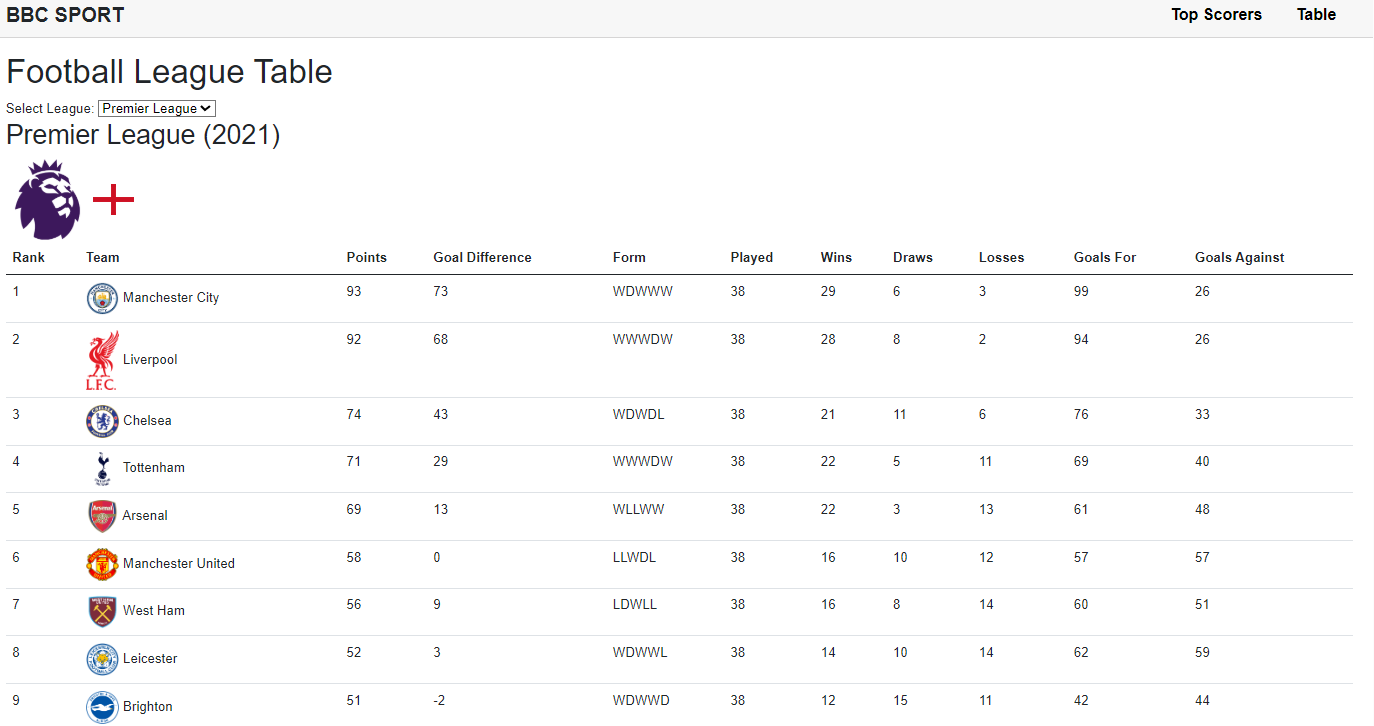 BBC SPORT Top Scorers Table
Football League Table
Select League: Premier League
Premier League (2021)
Rank Team Points Goal Difference Form Played Wins Draws Losses Goals For Goals Against
1 Manchester City 93 73 WDWWW 38 29 6 3 99 26
2 L.F.C. Liverpool 92 68 WWWDW 38 28 8 2 94 26
3 Chelsea 74 43 WDWDL 38 21 11 6 76 33
4 Tottenham 71 29 WWWDW 38 22 5 11 69 40
5 Arsenal Arsenal 69 13 WLLWW 38 22 3 13 61 48
6 Manchester United 58 0 LLWDL 38 16 10 12 57 57
7 West Ham 56 9 LDWLL 38 16 8 14 60 51
8 Leicester 52 3 WDWWL 38 14 10 14 62 59
9 Brighton 51 -2 WDWWD 38 12 15 11 42 44